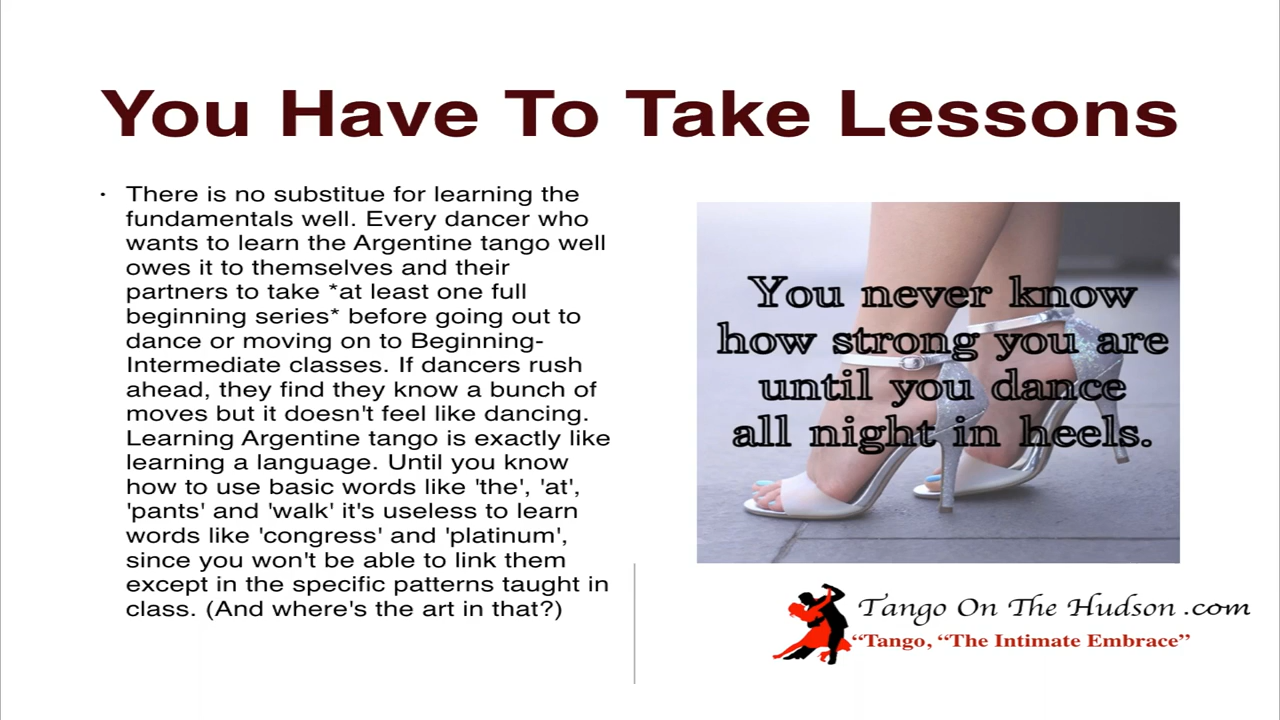 You Have To Take Lessons
· There is no substitue for learning the
fundamentals well. Every dancer who
wants to learn the Argentine tango well
owes it to themselves and their
partners to take *at least one full
beginning series* before going out to
dance or moving on to Beginning-
Intermediate classes. If dancers rush
ahead, they find they know a bunch of
moves but it doesn't feel like dancing.
Learning Argentine tango is exactly like
learning a language. Until you know
how to use basic words like 'the', 'at',
'pants' and 'walk' it's useless to learn
words like 'congress' and 'platinum',
since you won't be able to link them
except in the specific patterns taught in
class. (And where's the art in that?)
You never know
how strong you are
until you dance
all night in heels.
Tango On The Hudson .com
“Tango, “The Intimate Embrace”